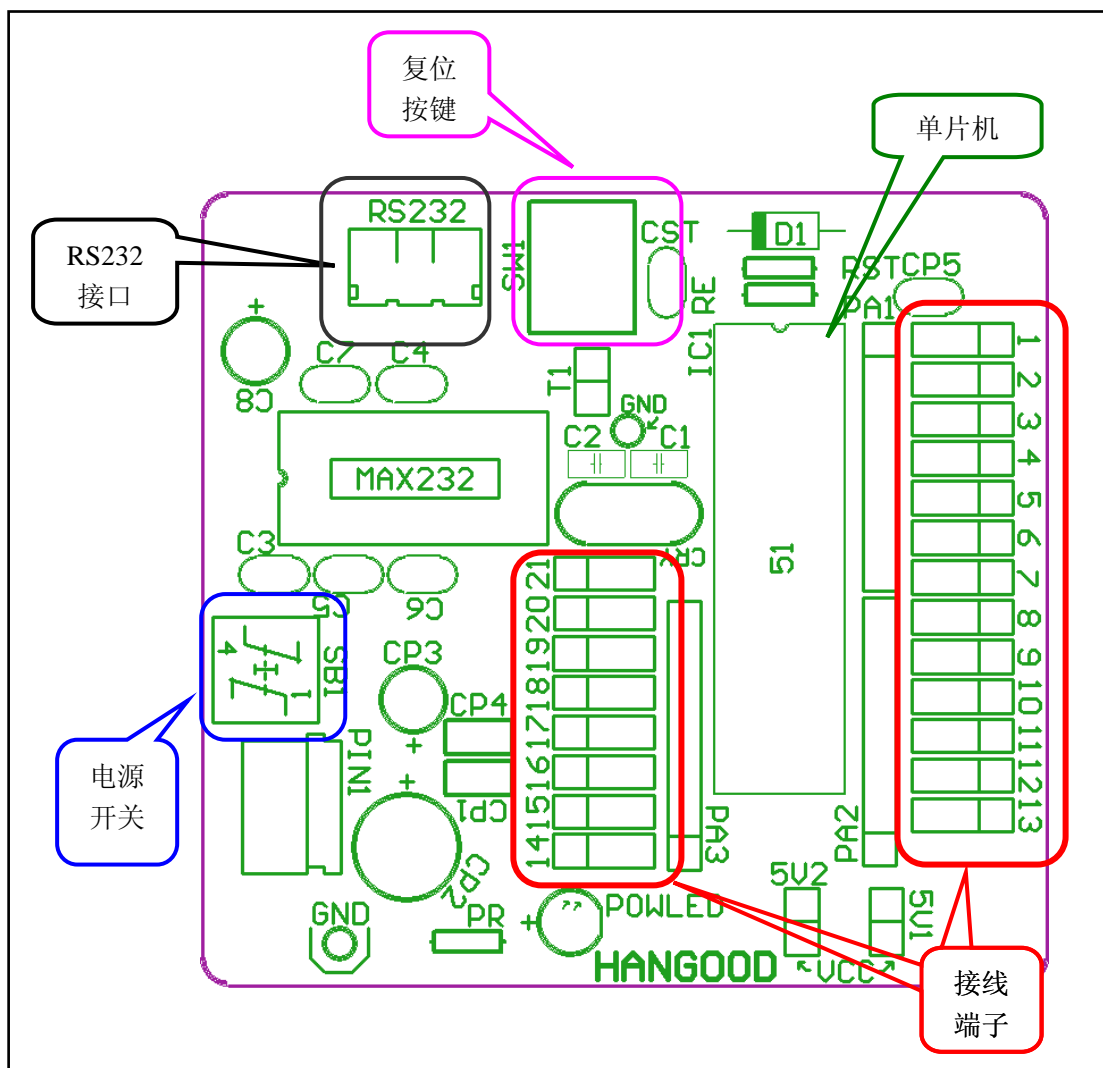 复位
按键
单片机
RS232
接口
RS232
SW1
CST
RE
D1
RST
CP5
PA1
IC1
C8
C7
C4
T1
GND
C2
C1
MAX232
CRY
51
C3
C5
C6
4
1
SB1
CP3
CP4
CP1
CP2
PIN1
电源
开关
21
20
19
18
17
16
15
14
1
2
3
4
5
6
7
8
9
10
11
12
13
PA3
PA2
5V2
5V1
VCC
GND
PR
POWLED
HANGOOD
接线
端子